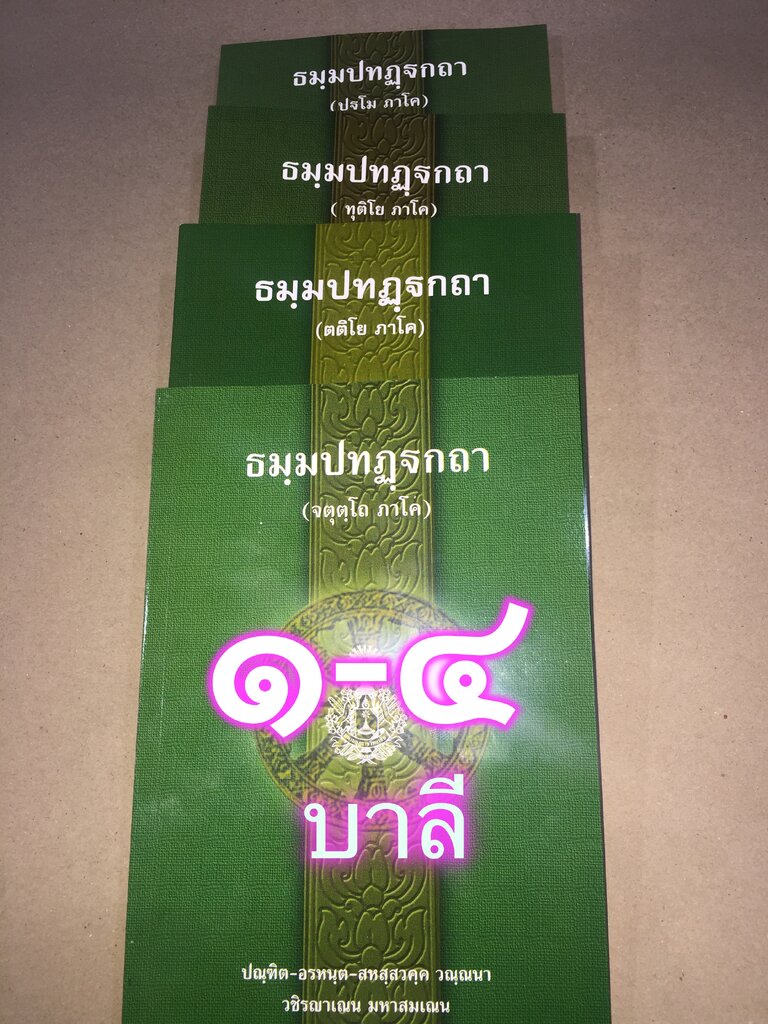 ธมฺมปทฏฺฐกถา
(ปฐโม ภาโค)
ธมฺมปทฏฺฐกถา
( ทุติโย ภาโค)
ธมฺมปทฏฺฐกถา
(ตติโย ภาโค)
ธมฺมปทฏฺฐกถา
(จตุตฺโถ ภาโค)
๑-๔
บาลี
ปณฺฑิต-อรหนฺต-สหสฺสวคฺค วณฺณนา
วชิรญาเณน มหาสมเณน